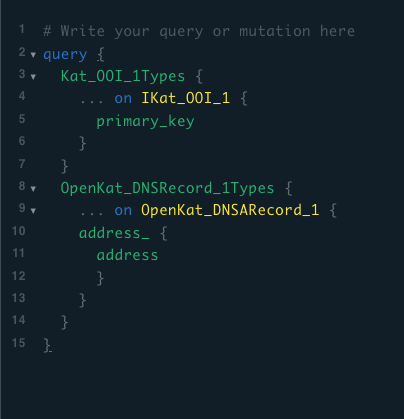 1 # Write your query or mutation here
2 ▼ query {
3 ▼   Kat_OOI_1Types {
4       ... on IKat_OOI_1 {
5         primary_key
6       }
7     }
8 ▼   OpenKat_DNSRecord_1Types {
9 ▼     ... on OpenKat_DNSARecord_1 {
10       address_ {
11         address
12         }
13       }
14     }
15 }